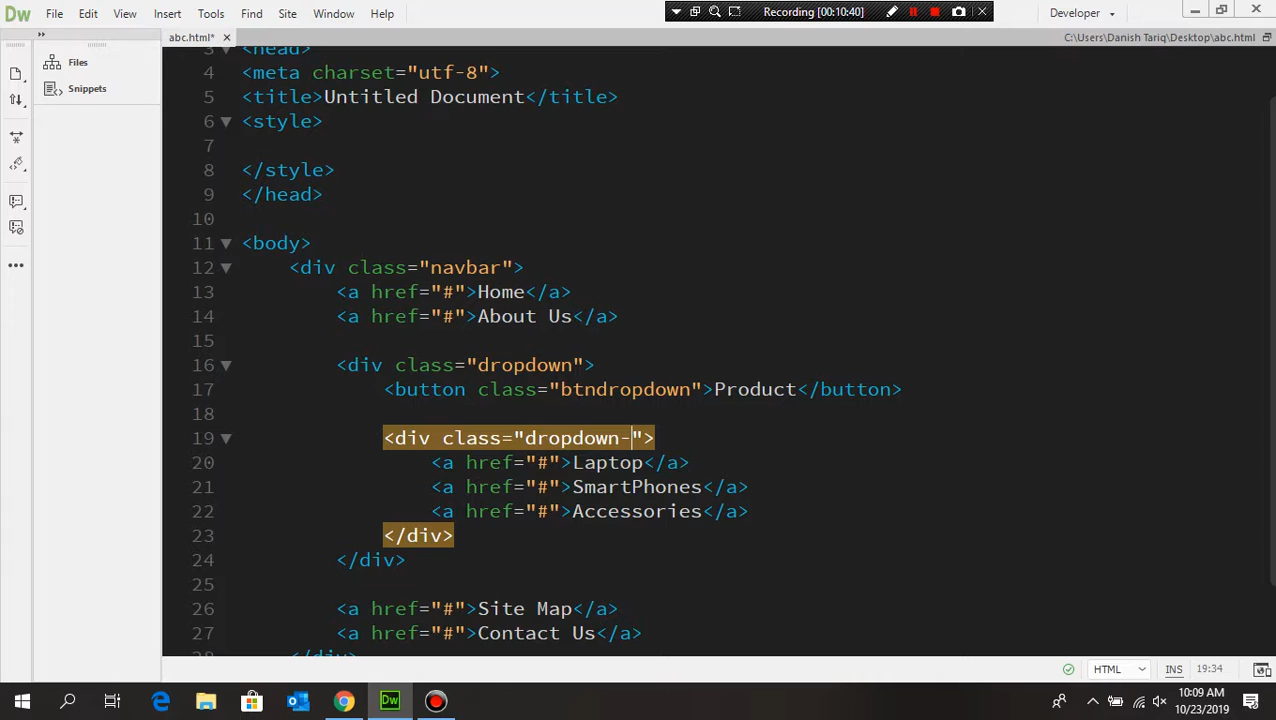 Dw File Edit View Insert Tools Find Site Window Help Recording [00:10:40] Developer
abc.html* C:\Users\Danish Tariq\Desktop\abc.html
Files
Snippets
3 <head>
4 <meta charset="utf-8">
5 <title>Untitled Document</title>
6 <style>
7
8 </style>
9 </head>
10
11 <body>
12 <div class="navbar">
13 <a href="#">Home</a>
14 <a href="#">About Us</a>
15
16 <div class="dropdown">
17 <button class="btndropdown">Product</button>
18
19 <div class="dropdown-">
20 <a href="#">Laptop</a>
21 <a href="#">SmartPhones</a>
22 <a href="#">Accessories</a>
23 </div>
24 </div>
25
26 <a href="#">Site Map</a>
27 <a href="#">Contact Us</a>
28 </div>
HTML INS 19:34
Dw
10:09 AM
10/23/2019